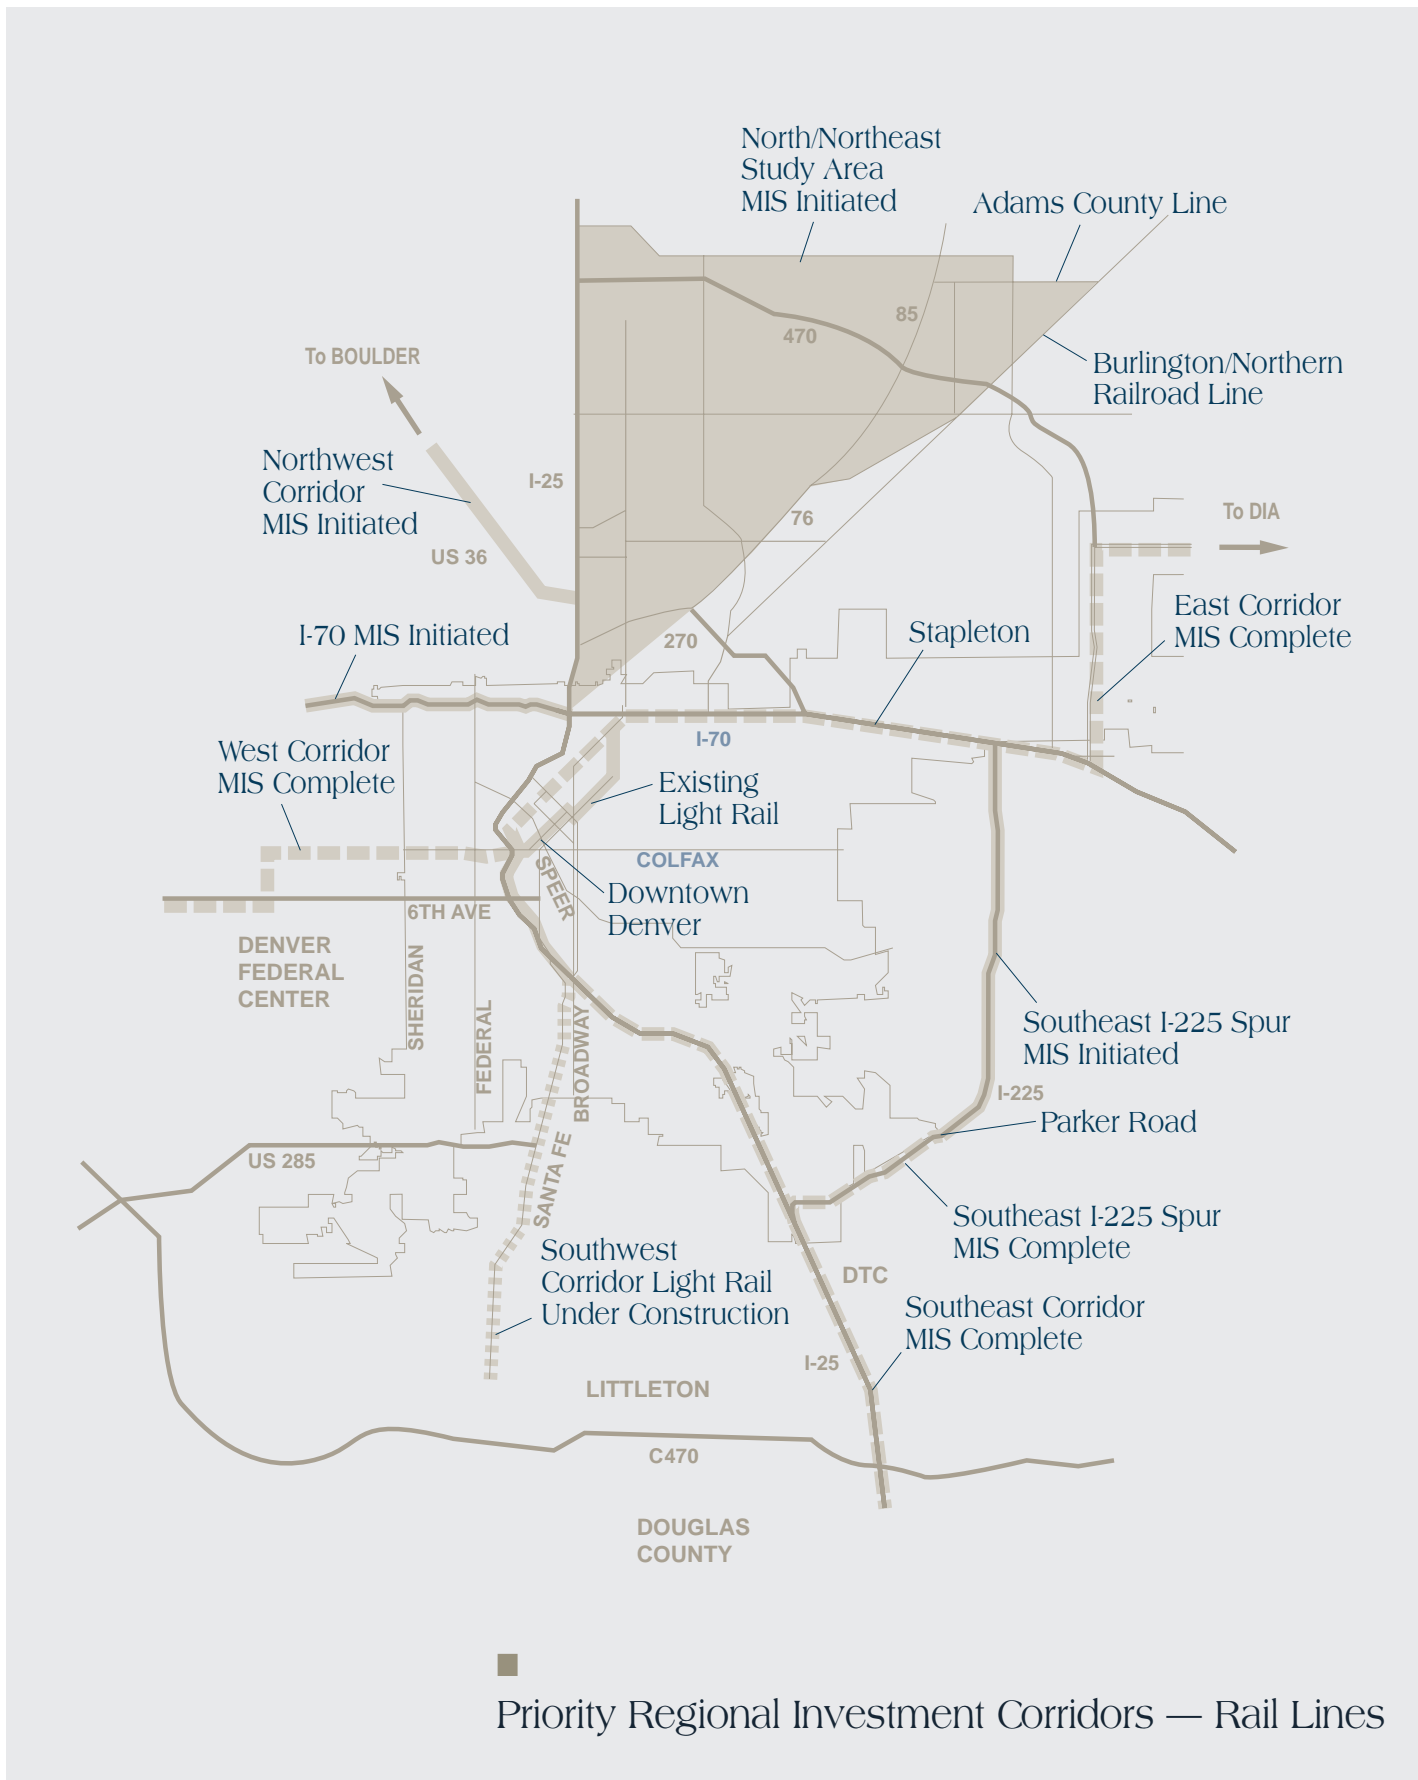 North/Northeast
Study Area
MIS Initiated
Adams County Line
85
470
To BOULDER
Burlington/Northern
Railroad Line
Northwest
Corridor
MIS Initiated
I-25
76
To DIA
US 36
East Corridor
MIS Complete
I-70 MIS Initiated
270
Stapleton
I-70
West Corridor
MIS Complete
Existing
Light Rail
COLFAX
SPEER
Downtown
Denver
6TH AVE
DENVER
FEDERAL
CENTER
SHERIDAN
FEDERAL
BROADWAY
Southeast I-225 Spur
MIS Initiated
I-225
Parker Road
US 285
SANTA FE
Southeast I-225 Spur
MIS Complete
Southwest
Corridor Light Rail
Under Construction
DTC
Southeast Corridor
MIS Complete
I-25
LITTLETON
C470
DOUGLAS
COUNTY
Priority Regional Investment Corridors — Rail Lines